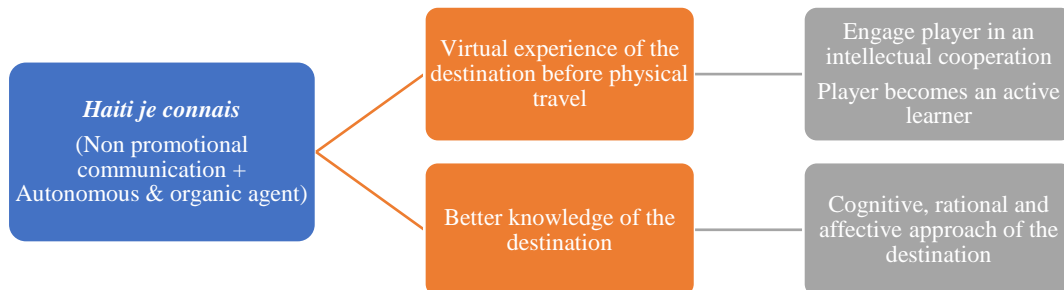 Haiti je connais
(Non promotional
communication +
Autonomous & organic agent)
Virtual experience of the
destination before physical
travel
Engage player in an
intellectual cooperation
Player becomes an active
learner
Better knowledge of the
destination
Cognitive, rational and
affective approach of the
destination